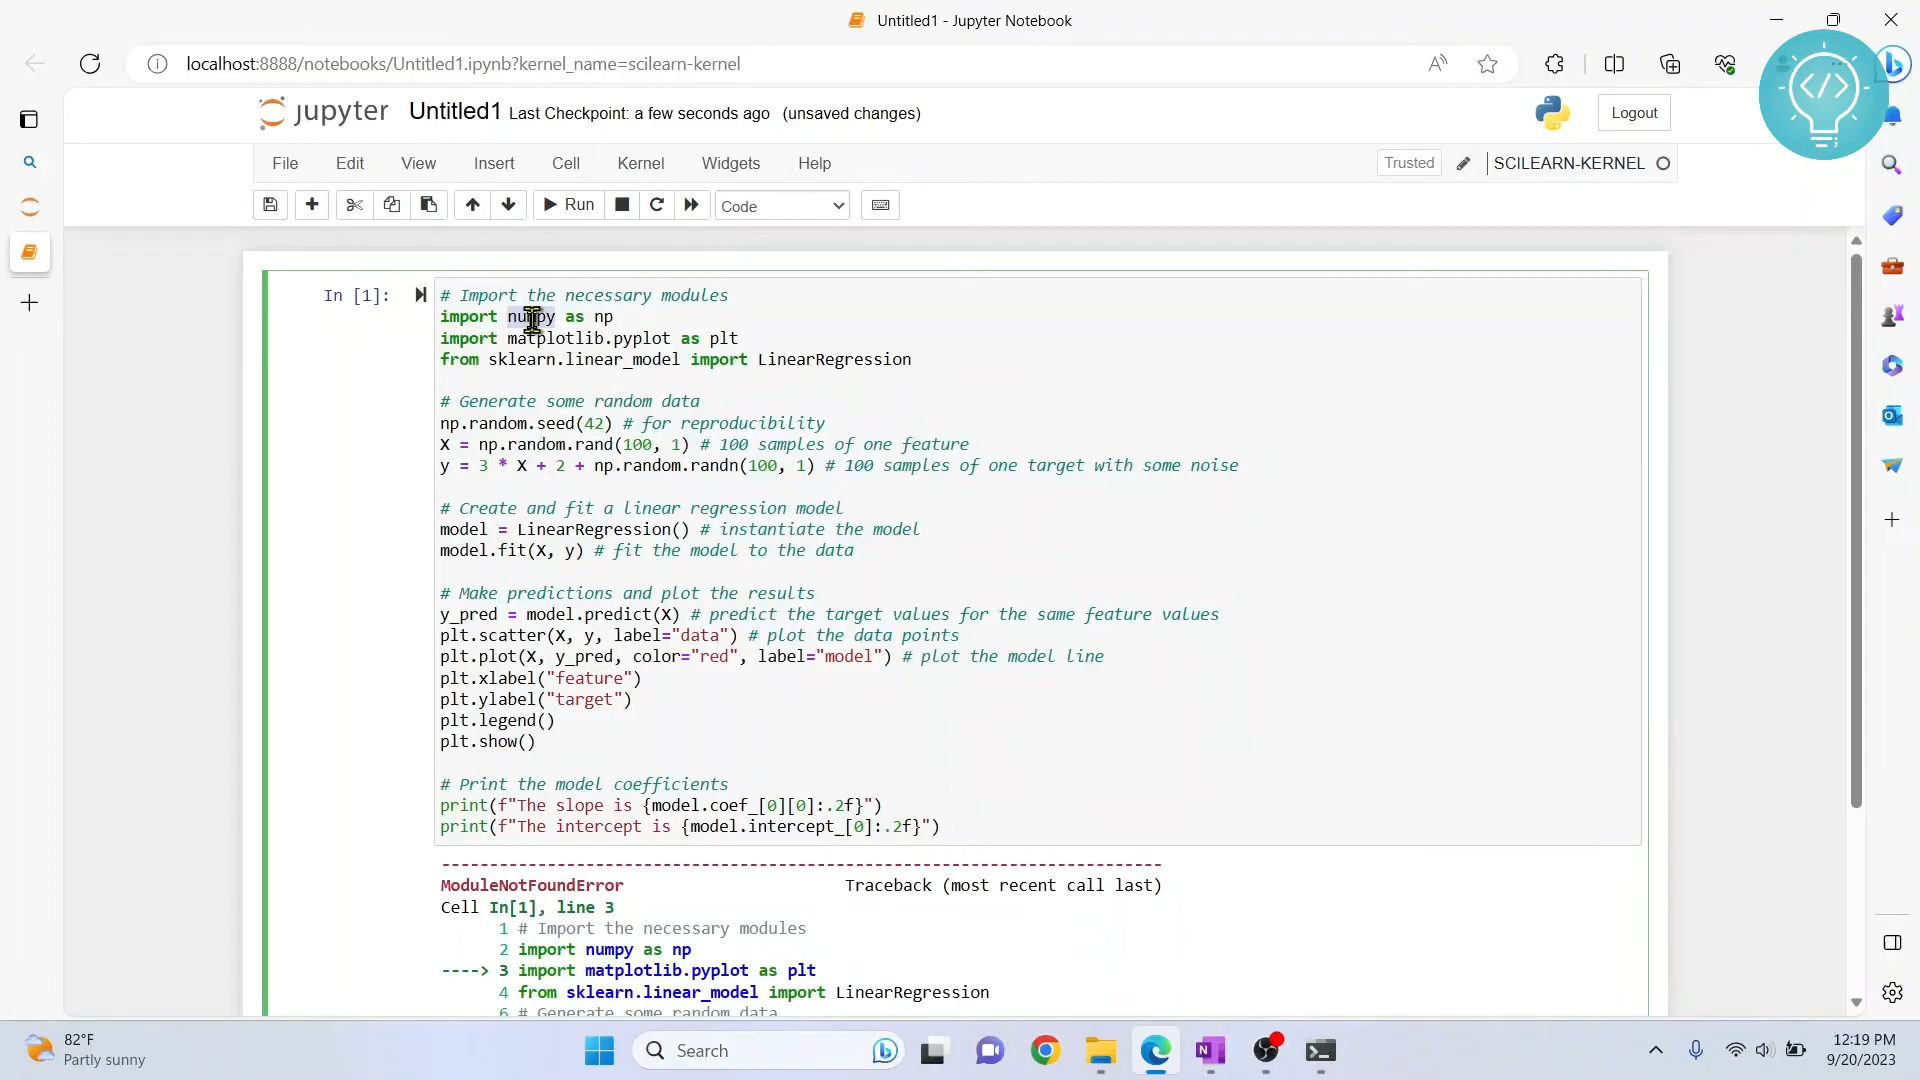 Untitled1 - Jupyter Notebook
localhost:8888/notebooks/Untitled1.ipynb?kernel_name=scilearn-kernel
jupyter Untitled1 Last Checkpoint: a few seconds ago (unsaved changes) Logout
File Edit View Insert Cell Kernel Widgets Help Trusted SCILEARN-KERNEL
Run Code
In [1]: # Import the necessary modules
import numpy as np
import matplotlib.pyplot as plt
from sklearn.linear_model import LinearRegression
# Generate some random data
np.random.seed(42) # for reproducibility
X = np.random.rand(100, 1) # 100 samples of one feature
y = 3 * X + 2 + np.random.randn(100, 1) # 100 samples of one target with some noise
# Create and fit a linear regression model
model = LinearRegression() # instantiate the model
model.fit(X, y) # fit the model to the data
# Make predictions and plot the results
y_pred = model.predict(X) # predict the target values for the same feature values
plt.scatter(X, y, label="data") # plot the data points
plt.plot(X, y_pred, color="red", label="model") # plot the model line
plt.xlabel("feature")
plt.ylabel("target")
plt.legend()
plt.show()
# Print the model coefficients
print(f"The slope is {model.coef_[0][0]:.2f}")
print(f"The intercept is {model.intercept_[0]:.2f}")
---------------------------------------------------------------------------
ModuleNotFoundError Traceback (most recent call last)
Cell In[1], line 3
1 # Import the necessary modules
2 import numpy as np
----> 3 import matplotlib.pyplot as plt
4 from sklearn.linear_model import LinearRegression
6 # Generate some random data
82°F
Partly sunny
Search
12:19 PM
9/20/2023